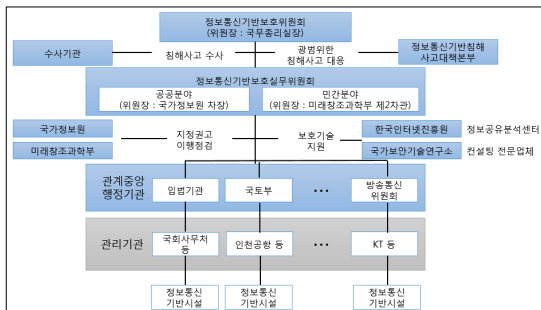 정보통신기반보호위원회
(위원장 : 국무총리실장)
수사기관
침해사고 수사
광범위한
침해사고 대응
정보통신기반침해
사고대책본부
정보통신기반보호실무위원회
공공분야
(위원장 : 국가정보원 차장)
민간분야
(위원장 : 미래창조과학부 제2차관)
국가정보원
미래창조과학부
지정권고
이행점검
보호기술
지원
한국인터넷진흥원
정보공유분석센터
국가보안기술연구소
컨설팅 전문업체
관계중앙
행정기관
입법기관
국토부
•••
방송통신
위원회
관리기관
국회사무처
등
인천공항 등
•••
KT 등
정보통신
기반시설
정보통신
기반시설
정보통신
기반시설